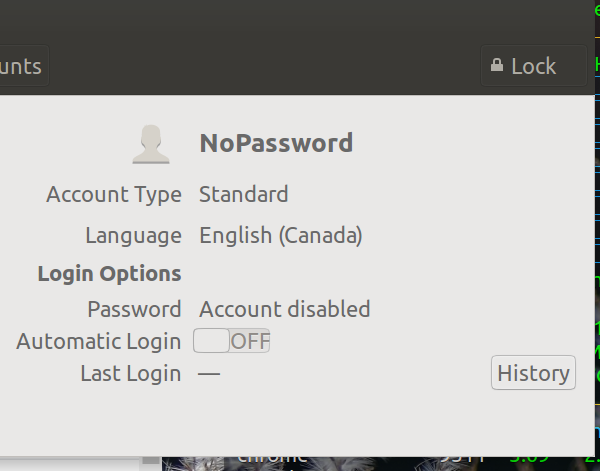 unts
Lock
NoPassword
Account Type Standard
Language English (Canada)
Login Options
Password Account disabled
Automatic Login OFF
Last Login —
History
chrome